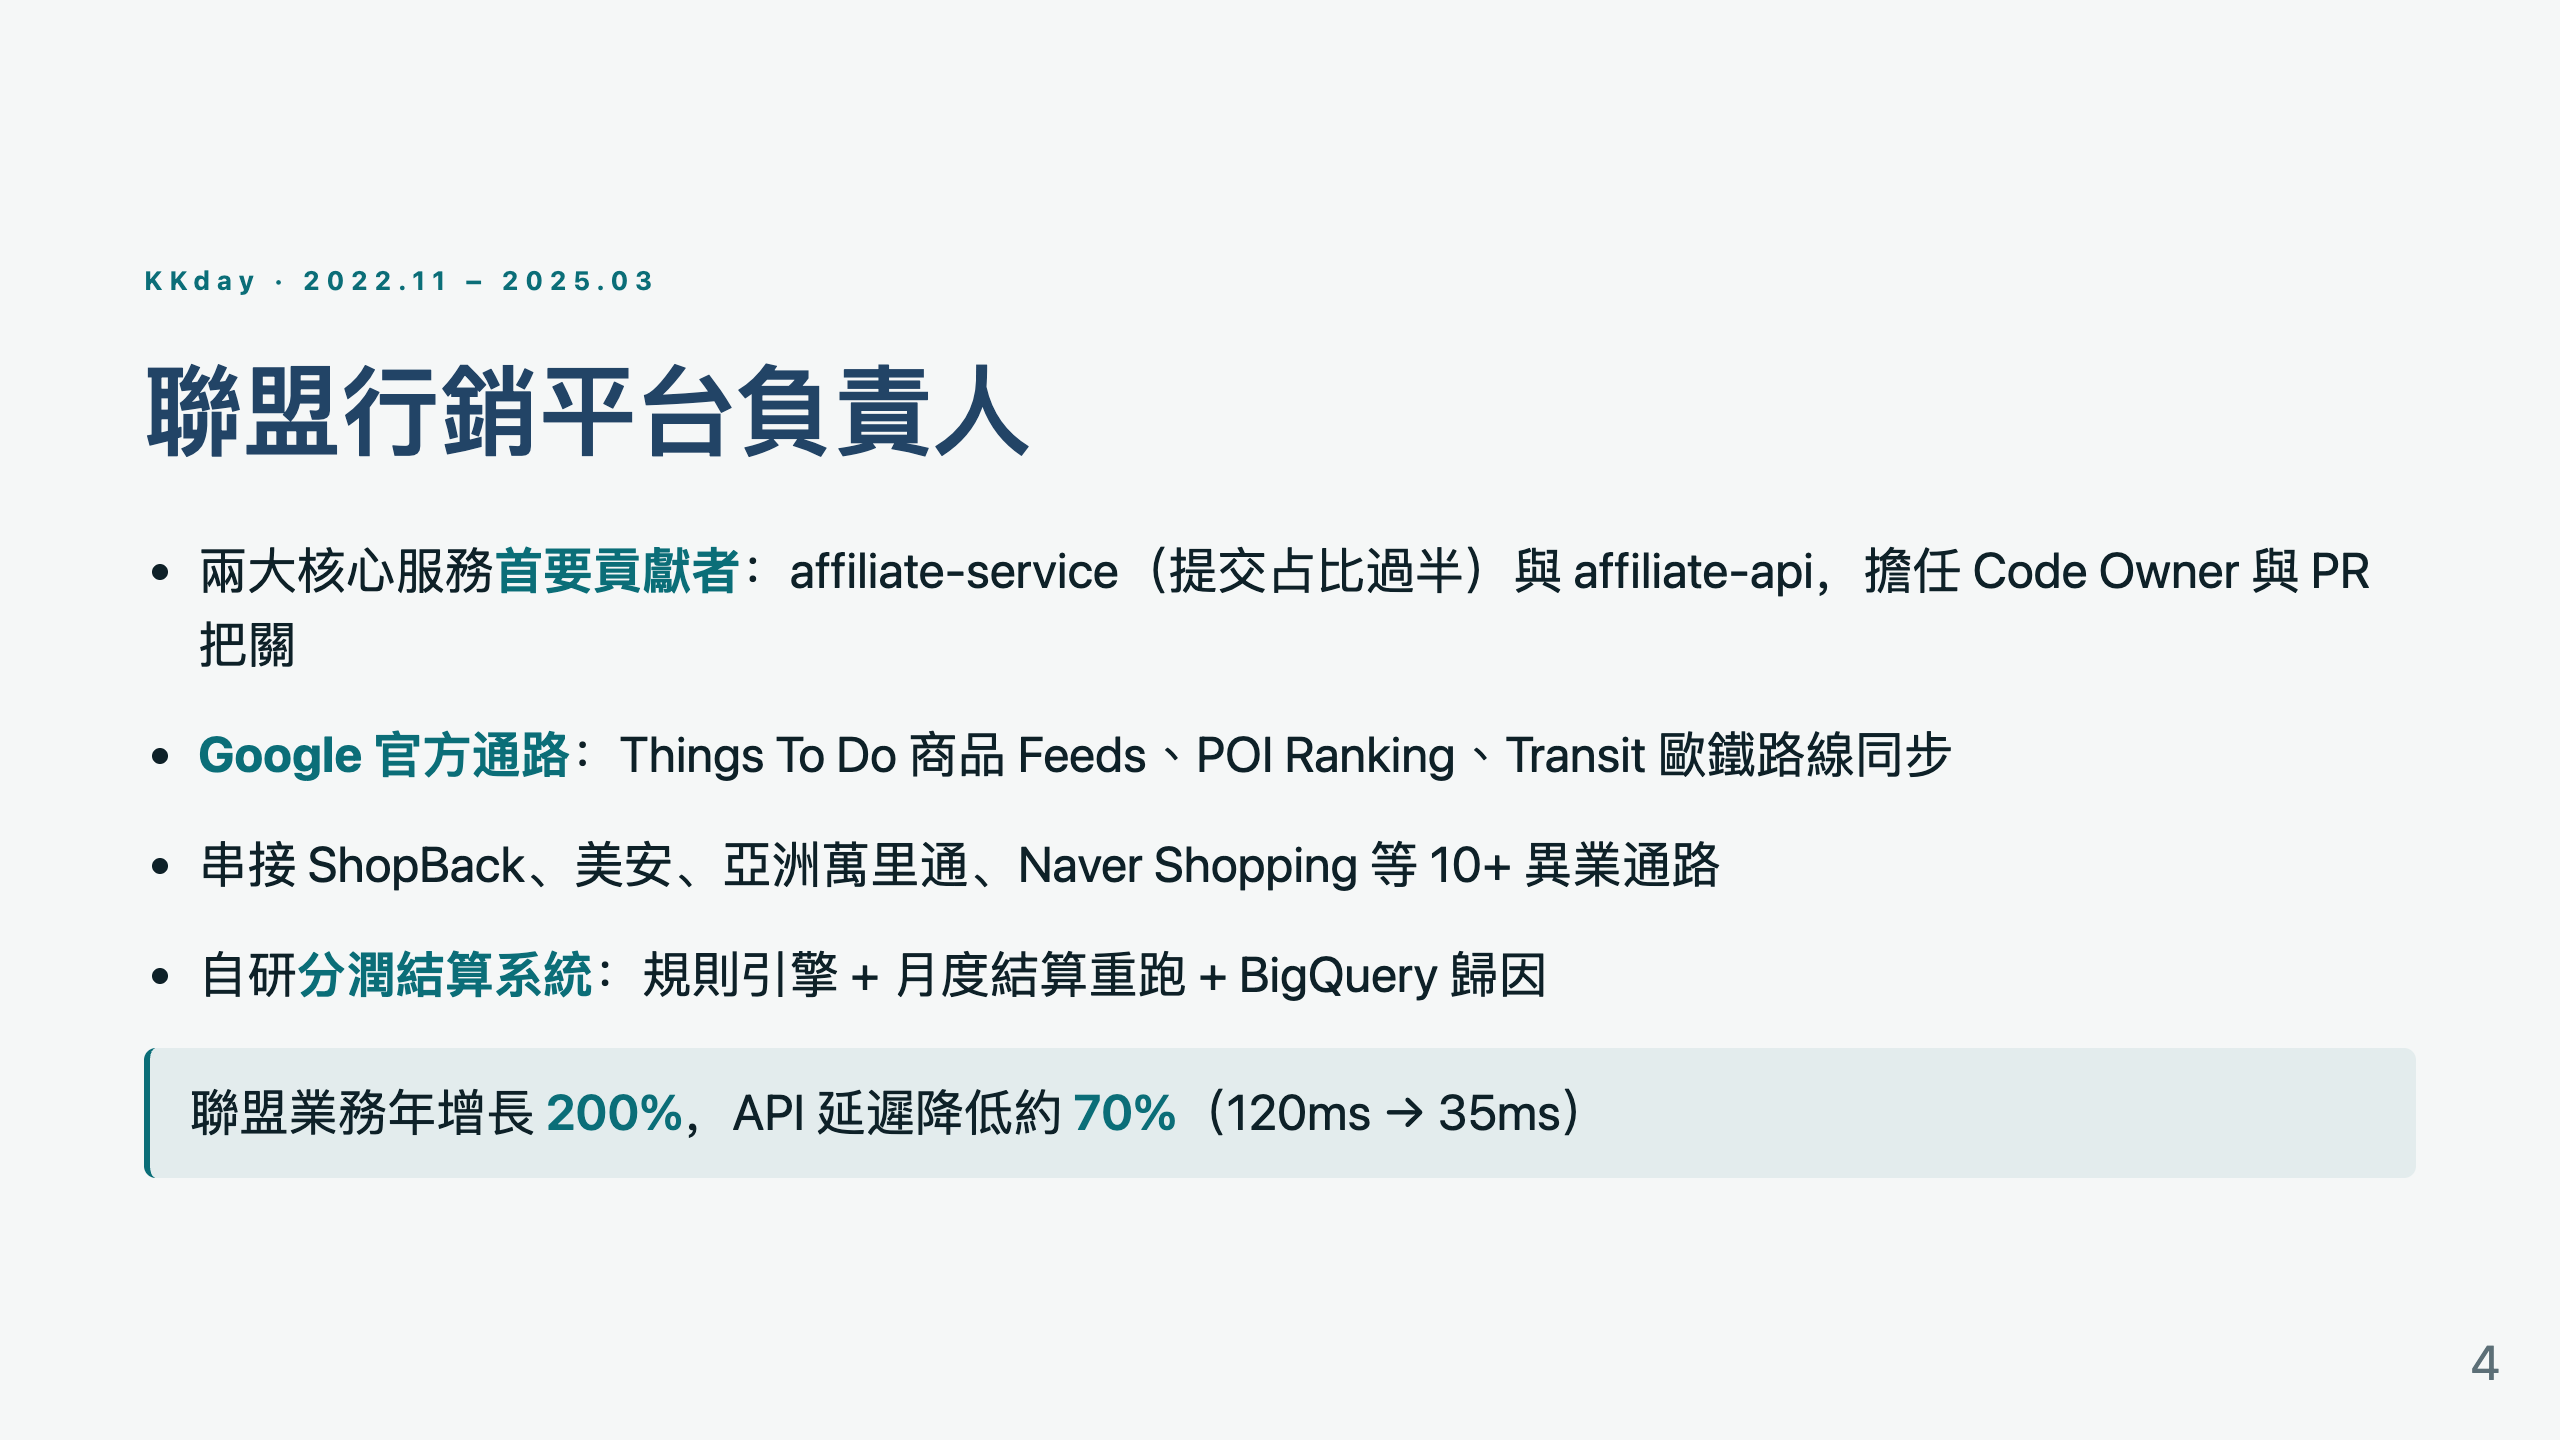 KKday · 2022.11 – 2025.03
聯盟行銷平台負責人
• 兩大核心服務首要貢獻者：affiliate-service（提交占比過半）與 affiliate-api，擔任 Code Owner 與 PR
把關
• Google 官方通路：Things To Do 商品 Feeds、POI Ranking、Transit 歐鐵路線同步
• 串接 ShopBack、美安、亞洲萬里通、Naver Shopping 等 10+ 異業通路
• 自研分潤結算系統：規則引擎 + 月度結算重跑 + BigQuery 歸因
聯盟業務年增長 200%，API 延遲降低約 70%（120ms → 35ms）
4